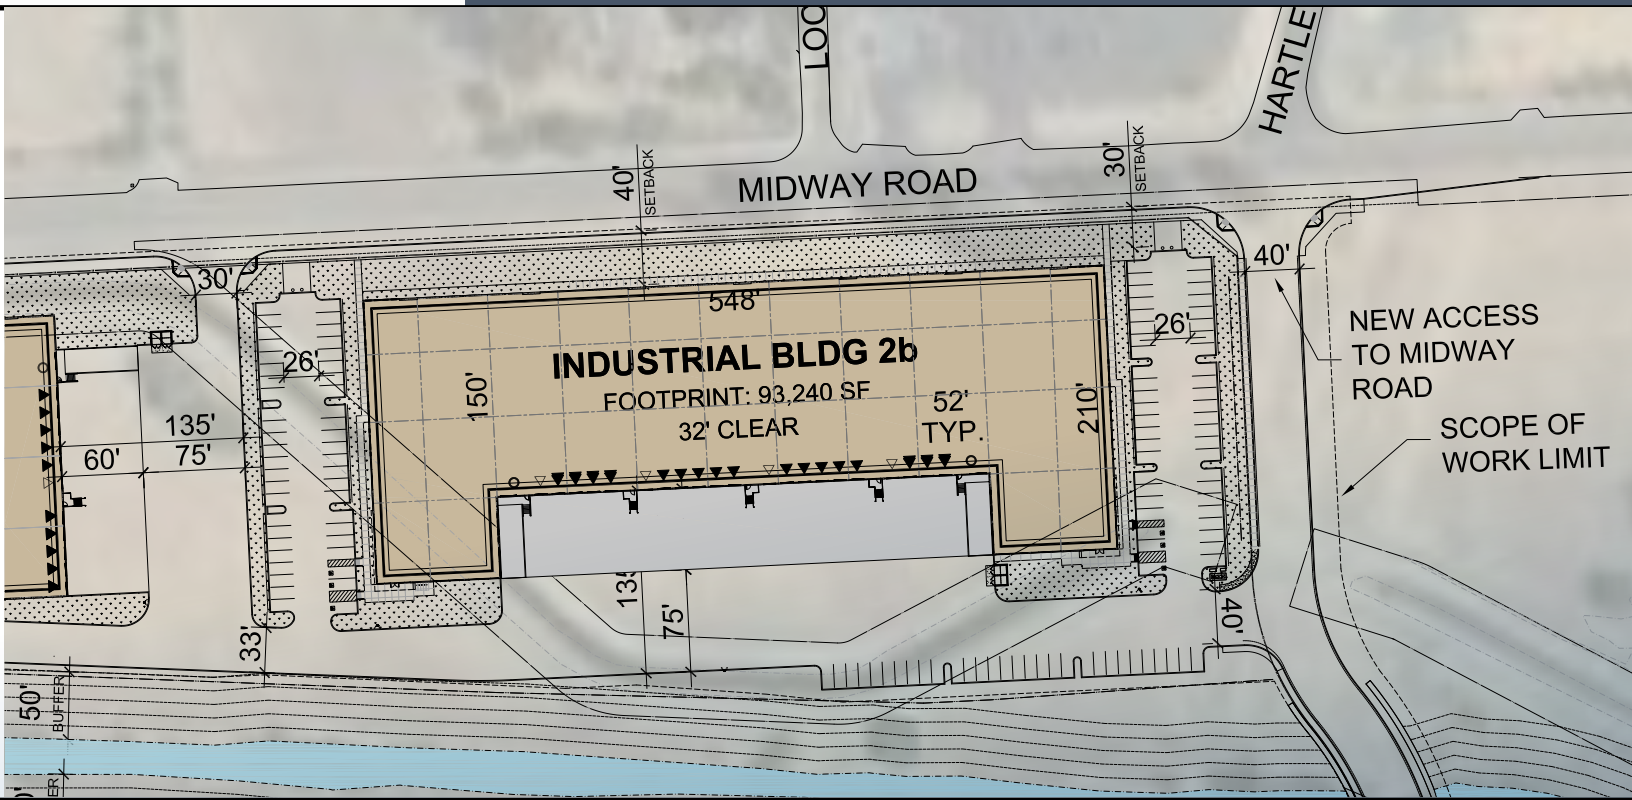 LOO
HARTLE
40'
SETBACK
MIDWAY ROAD
30'
SETBACK
30'
40'
548'
NEW ACCESS
TO MIDWAY
ROAD
26'
26'
INDUSTRIAL BLDG 2b
FOOTPRINT: 93,240 SF
32' CLEAR
150'
52'
TYP.
210'
SCOPE OF
WORK LIMIT
135'
60'
75'
135
75'
40'
33'
50'
BUFFER